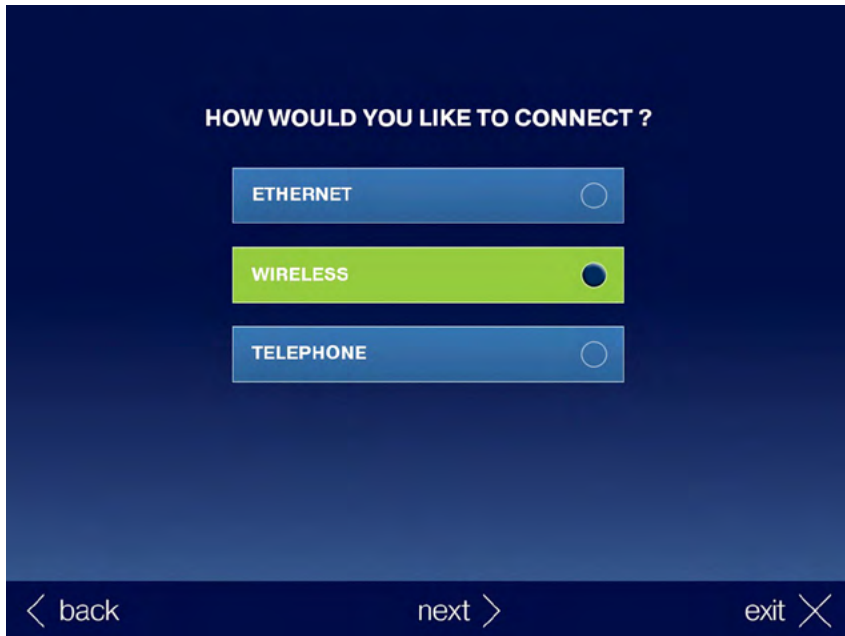 HOW WOULD YOU LIKE TO CONNECT ?
ETHERNET
WIRELESS
TELEPHONE
back next exit